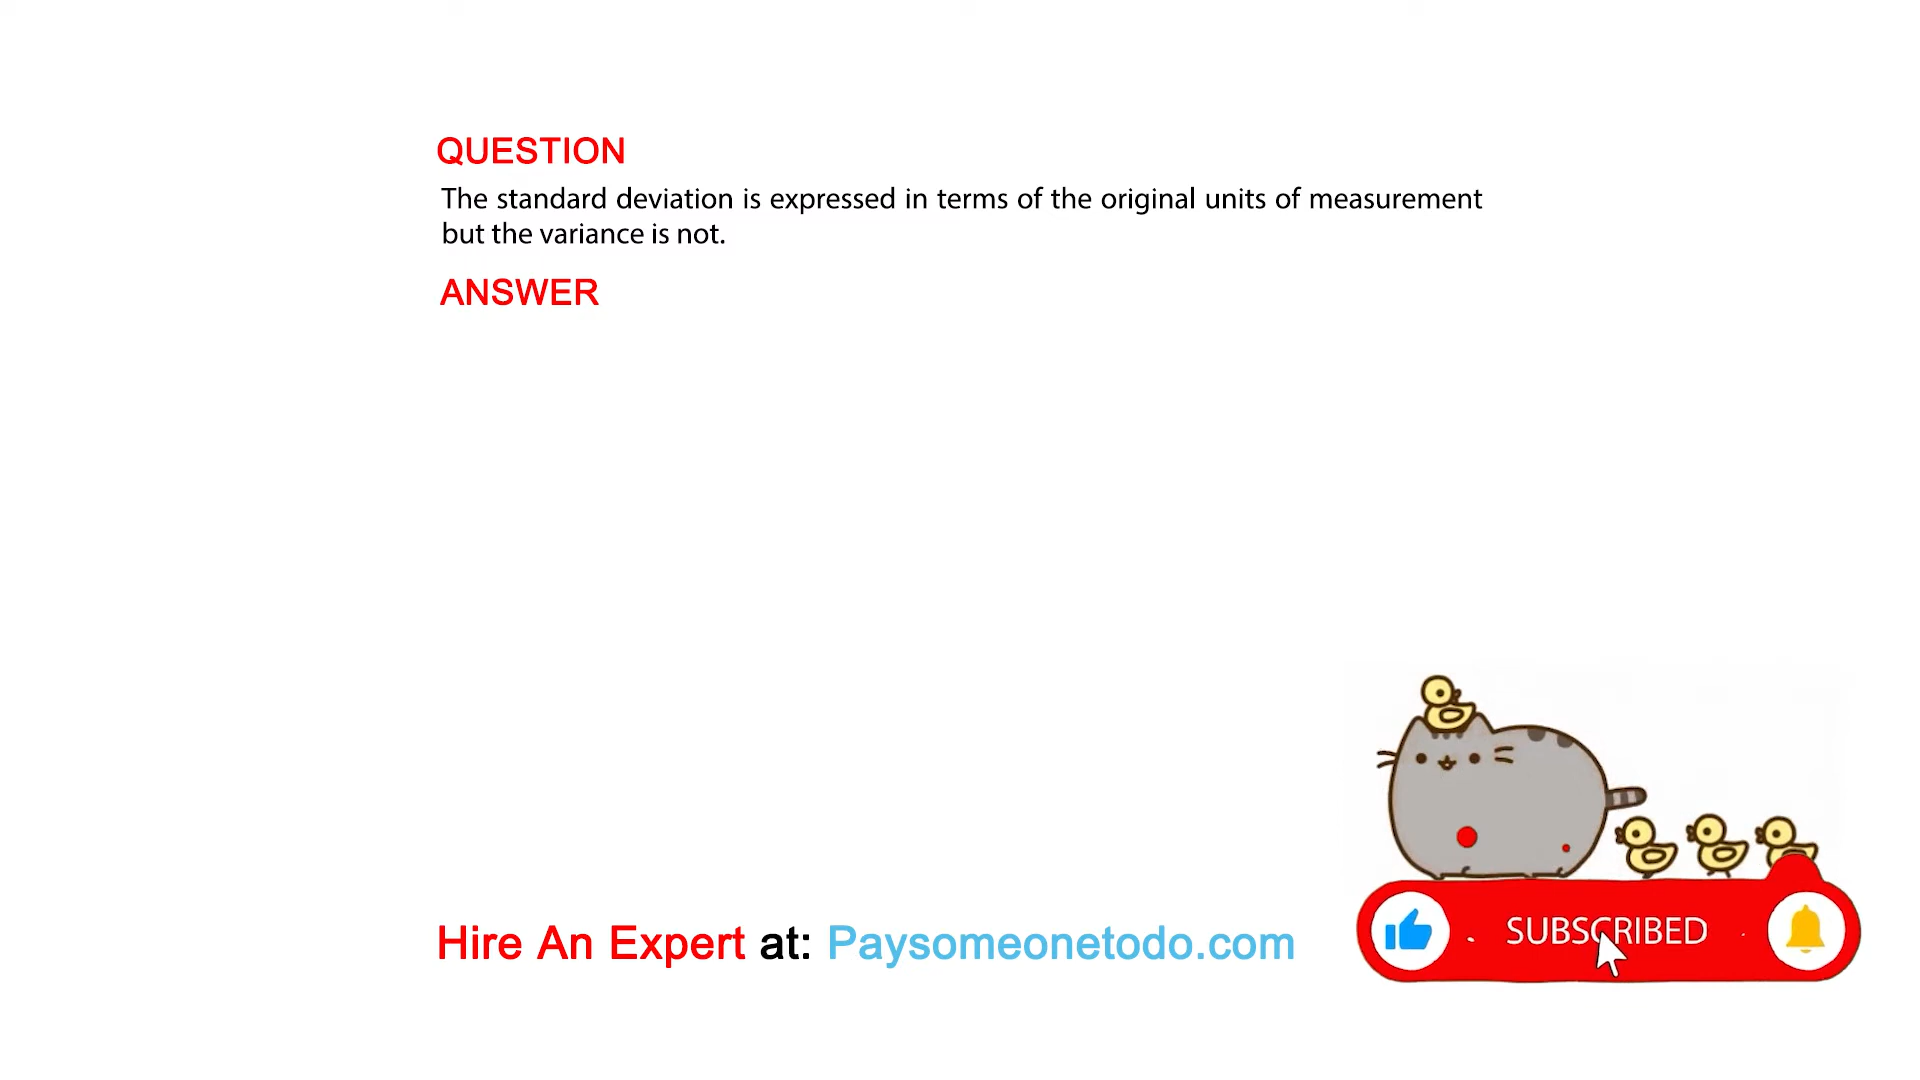 QUESTION
The standard deviation is expressed in terms of the original units of measurement
but the variance is not.
ANSWER
Hire An Expert at: Paysomeonetodo.com
SUBSCRIBED